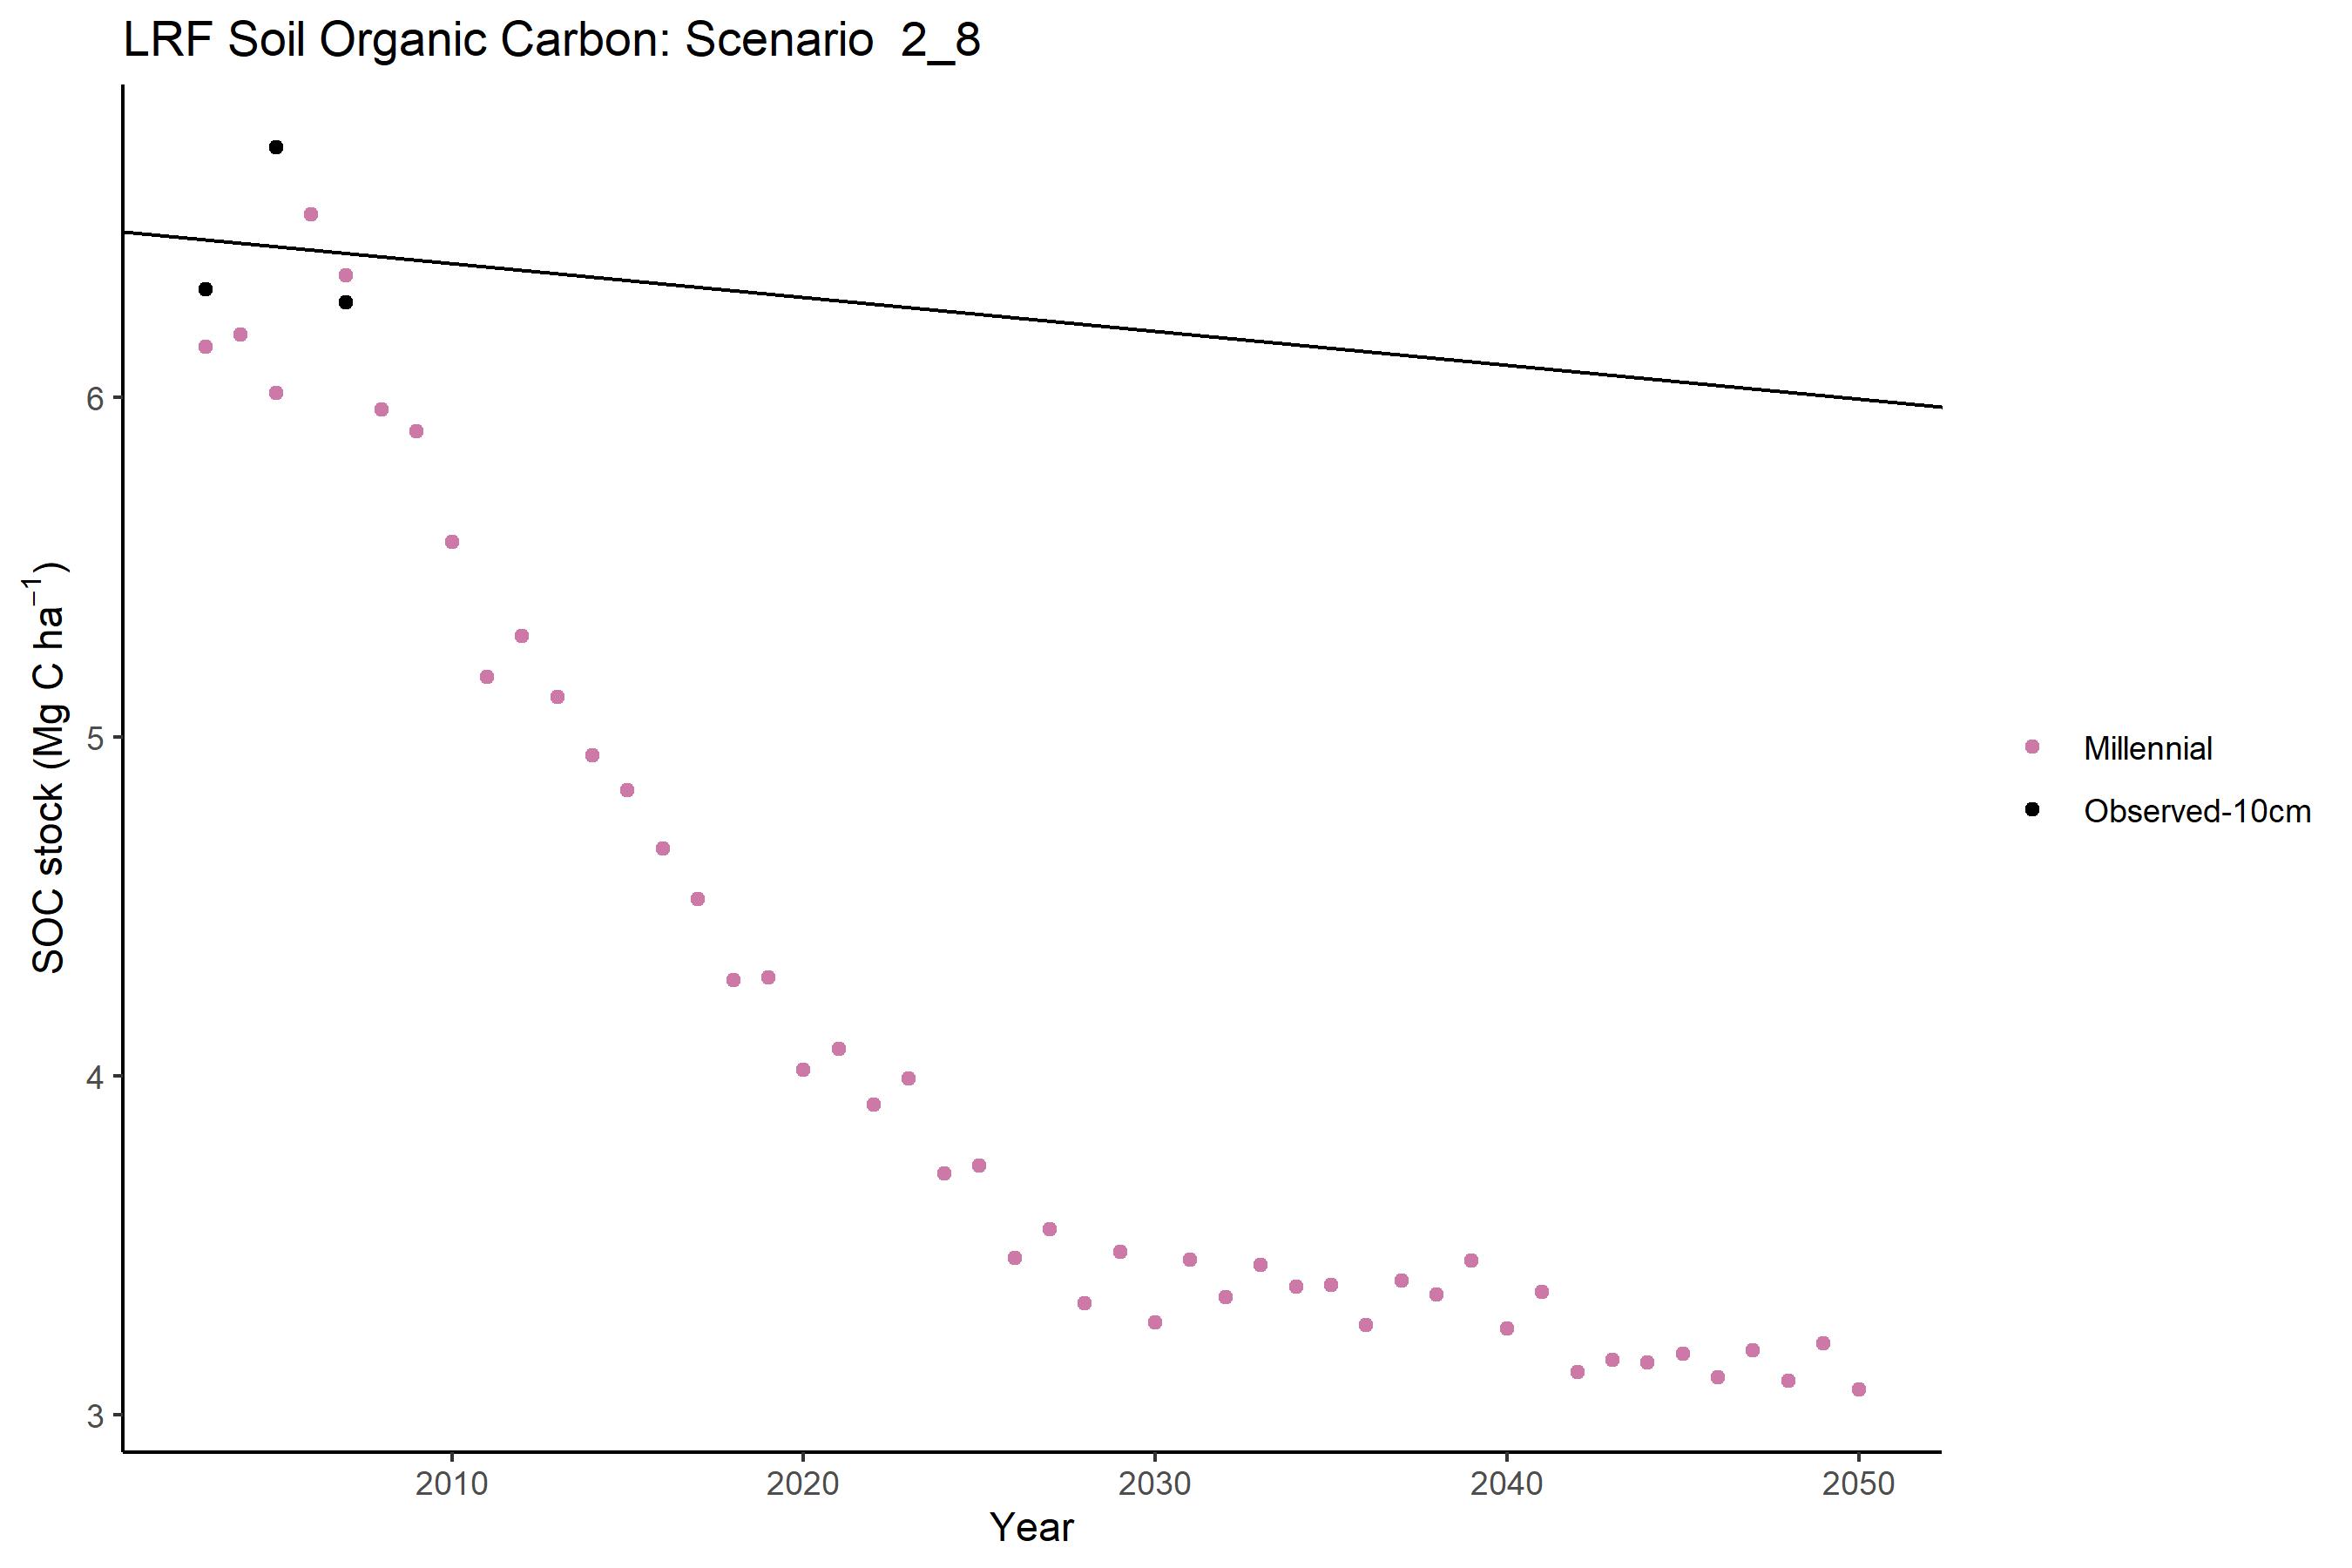 LRF Soil Organic Carbon: Scenario  2_8
SOC stock (Mg C ha⁻¹)
6
5
4
3
2010
2020
2030
2040
2050
Year
Millennial
Observed-10cm